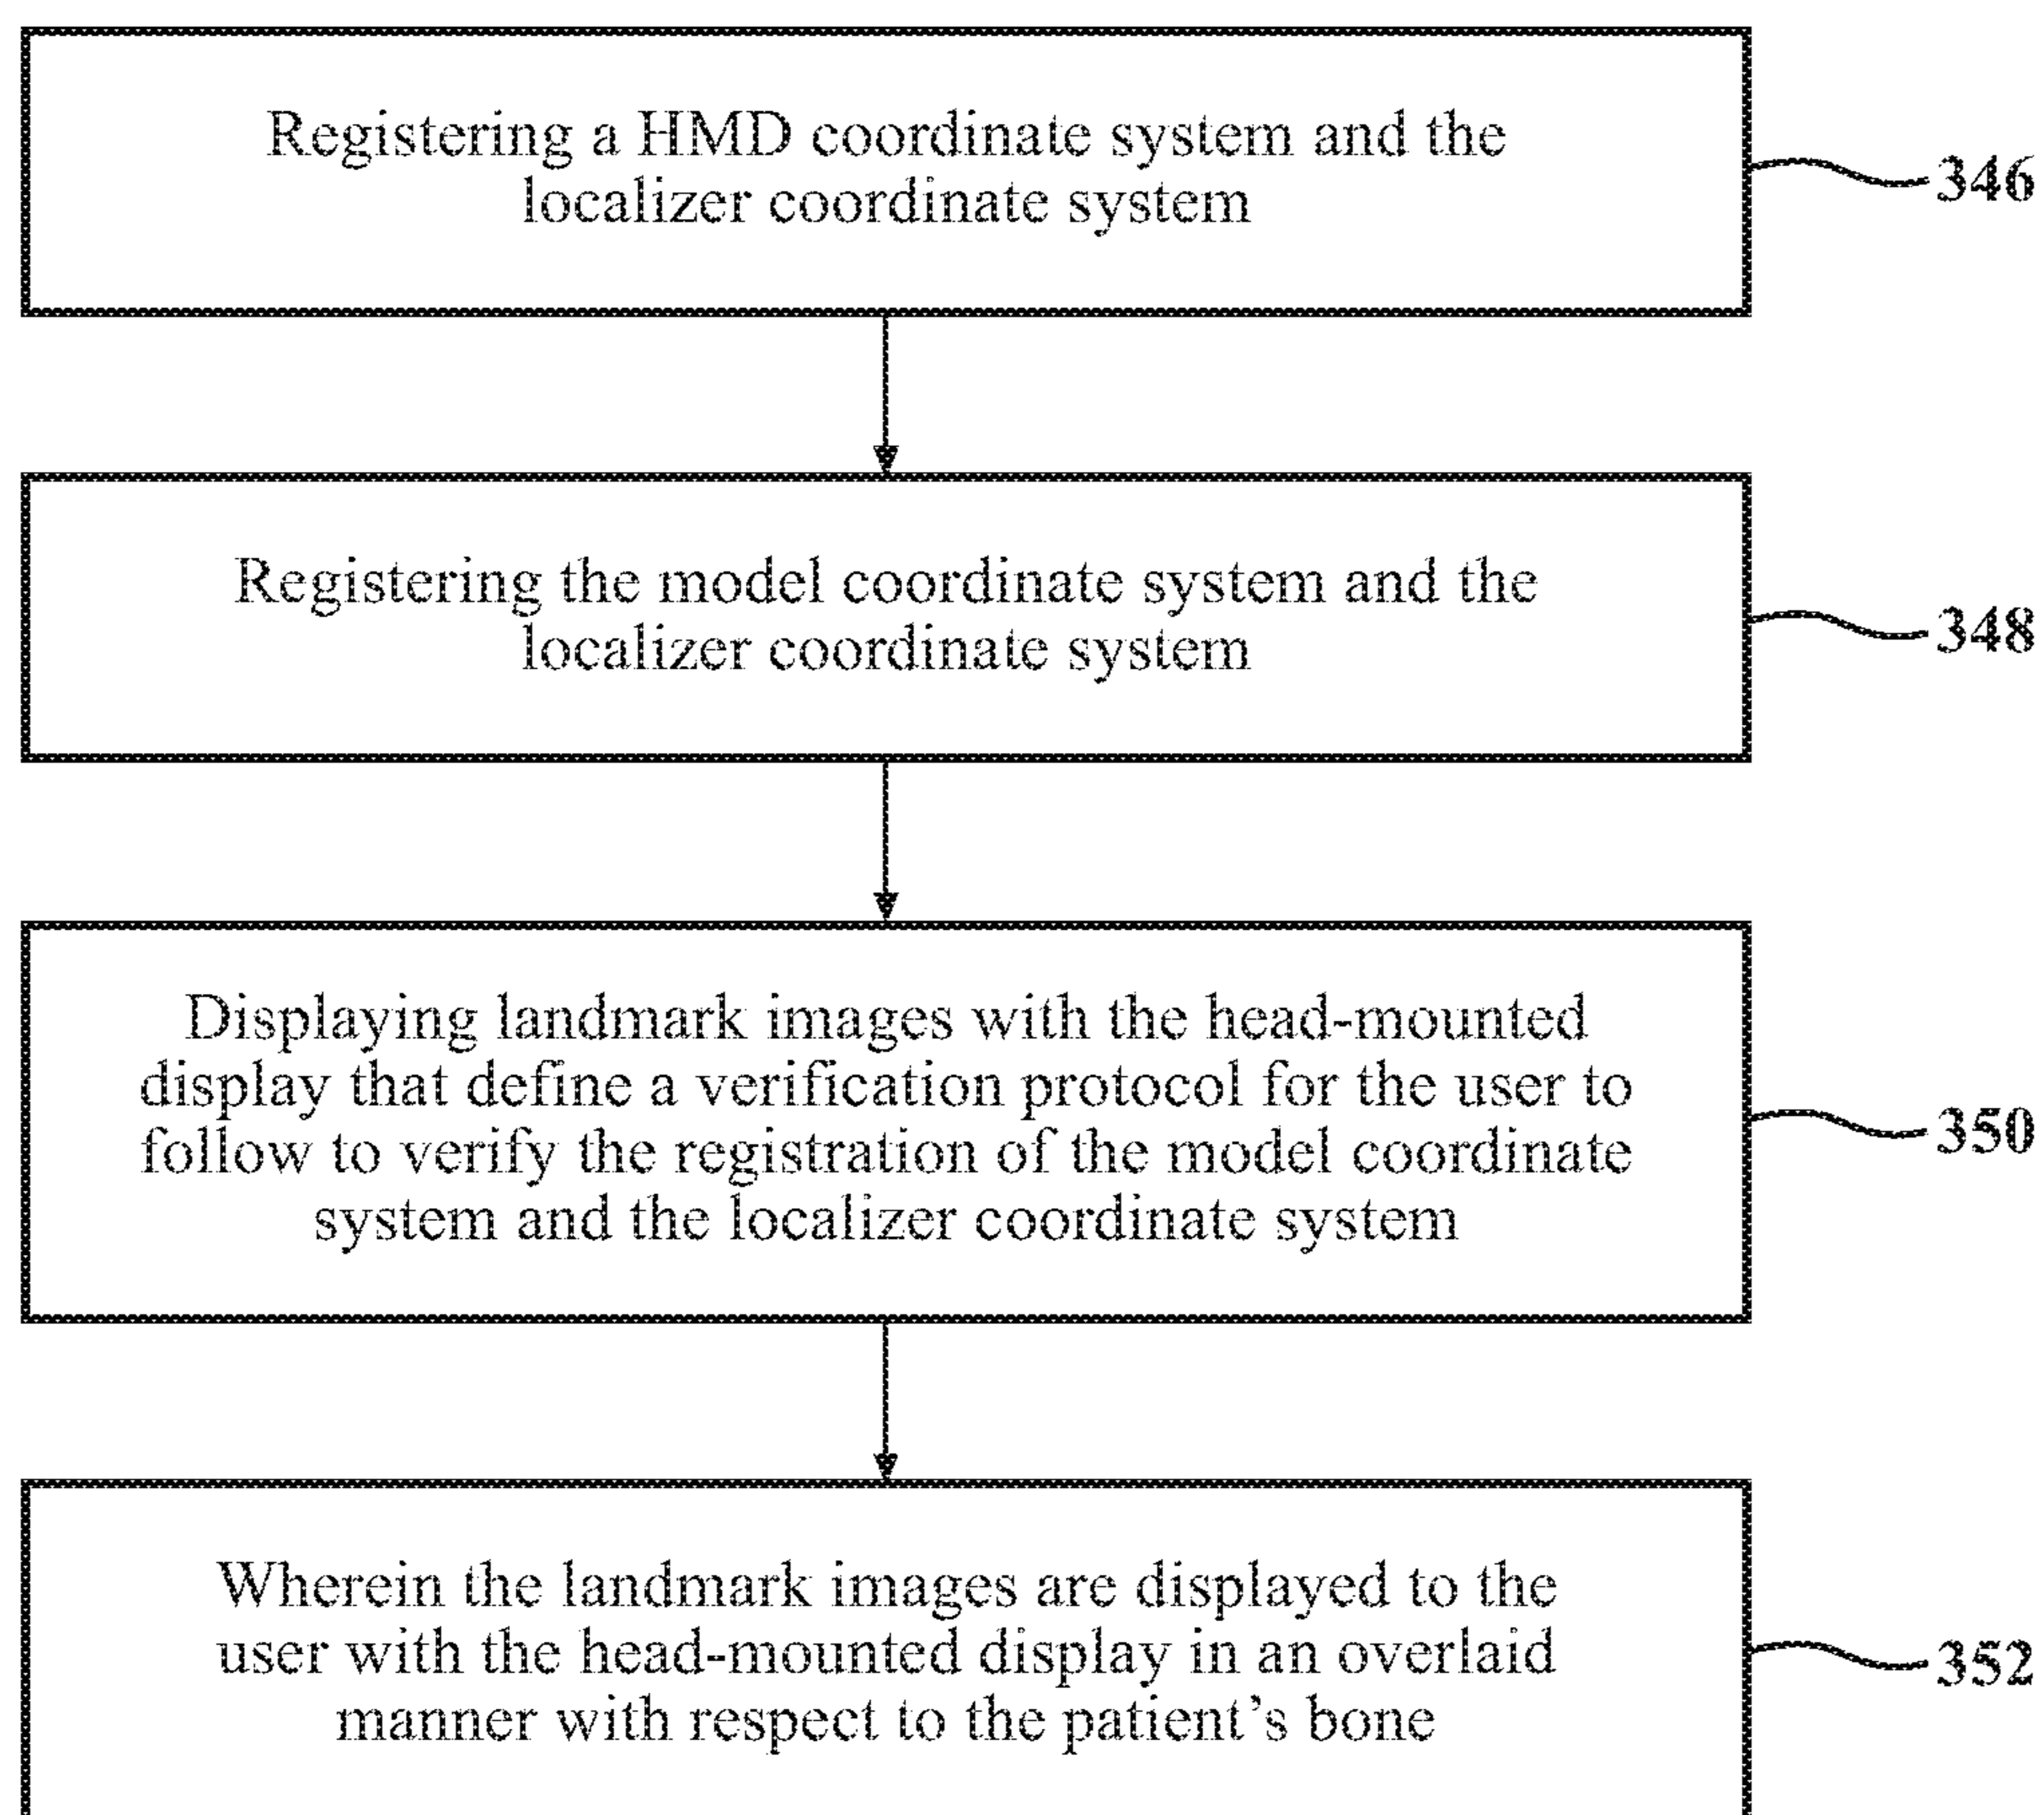 Registering a HMD coordinate system and the
localizer coordinate system
346
Registering the model coordinate system and the
localizer coordinate system
348
Displaying landmark images with the head-mounted
display that define a verification protocol for the user to
follow to verify the registration of the model coordinate
system and the localizer coordinate system
350
Wherein the landmark images are displayed to the
user with the head-mounted display in an overlaid
manner with respect to the patient's bone
352